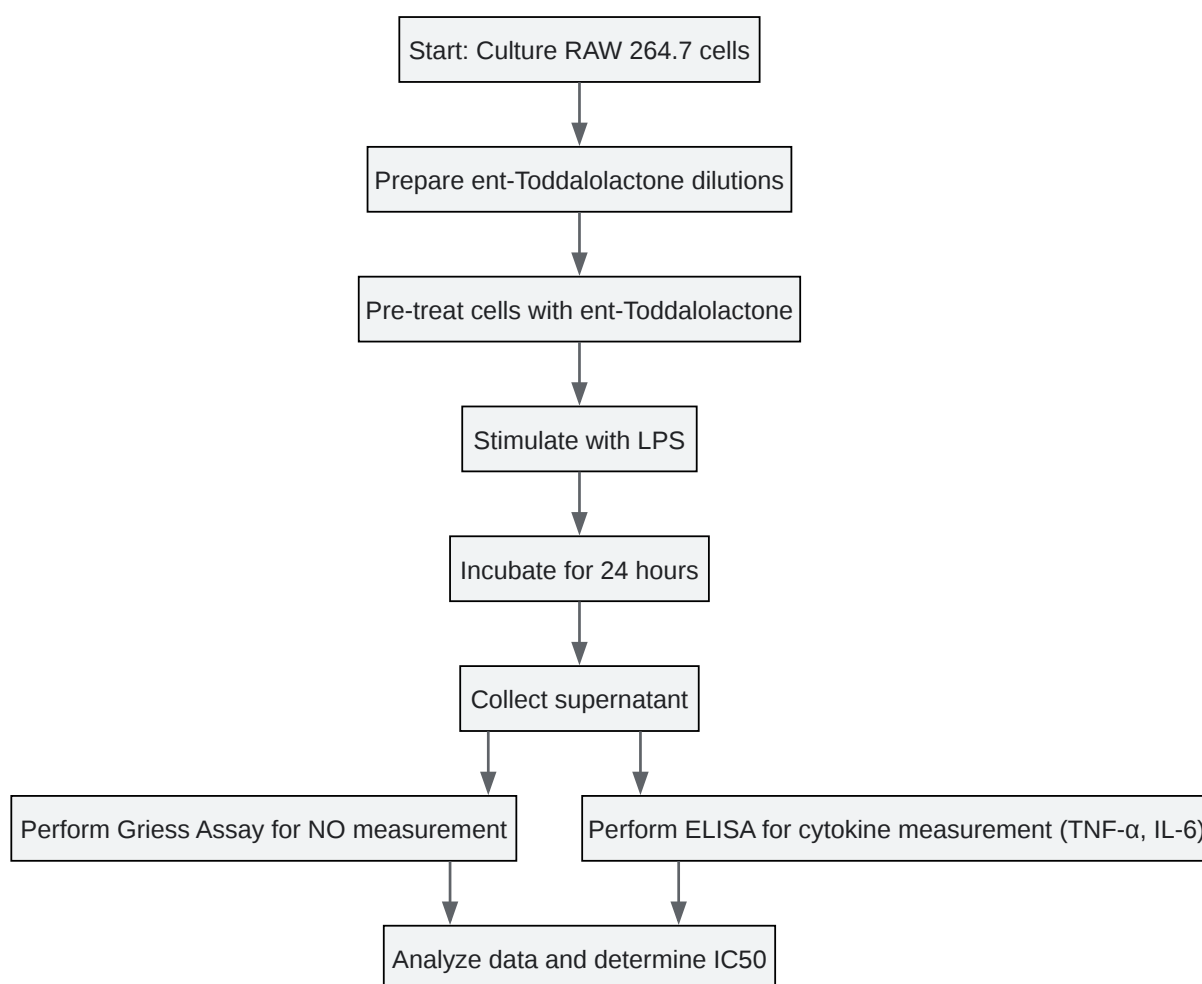 Start: Culture RAW 264.7 cells
Prepare ent-Toddalolactone dilutions
Pre-treat cells with ent-Toddalolactone
Stimulate with LPS
Incubate for 24 hours
Collect supernatant
Perform Griess Assay for NO measurement
Perform ELISA for cytokine measurement (TNF-α, IL-6)
Analyze data and determine IC50